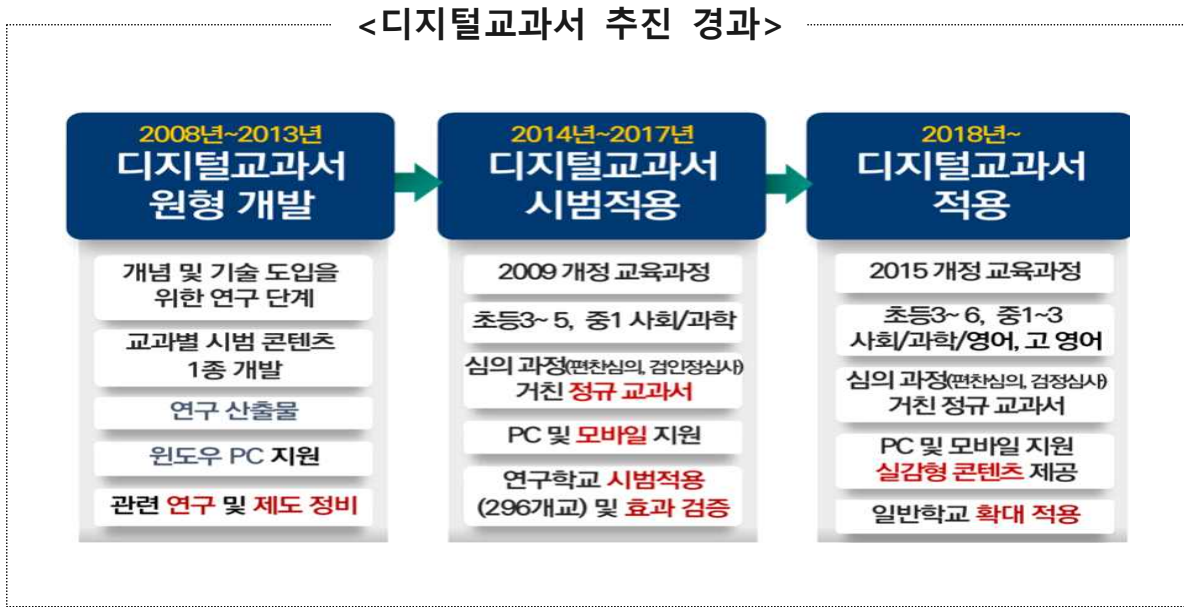 <디지털교과서 추진 경과>
2008년~2013년
디지털교과서
원형 개발
개념 및 기술 도입을
위한 연구 단계
교과별 시범 콘텐츠
1종 개발
연구 산출물
윈도우 PC 지원
관련 연구 및 제도 정비
2014년~2017년
디지털교과서
시범적용
2009 개정 교육과정
초등3~ 5, 중1 사회/과학
심의 과정(편찬심의, 검인정심사)
거친 정규 교과서
PC 및 모바일 지원
연구학교 시범적용
(296개교) 및 효과 검증
2018년~
디지털교과서
적용
2015 개정 교육과정
초등3~ 6, 중1~3
사회/과학/영어, 고 영어
심의 과정(편찬심의, 검정심사)
거친 정규 교과서
PC 및 모바일 지원
실감형 콘텐츠 제공
일반학교 확대 적용